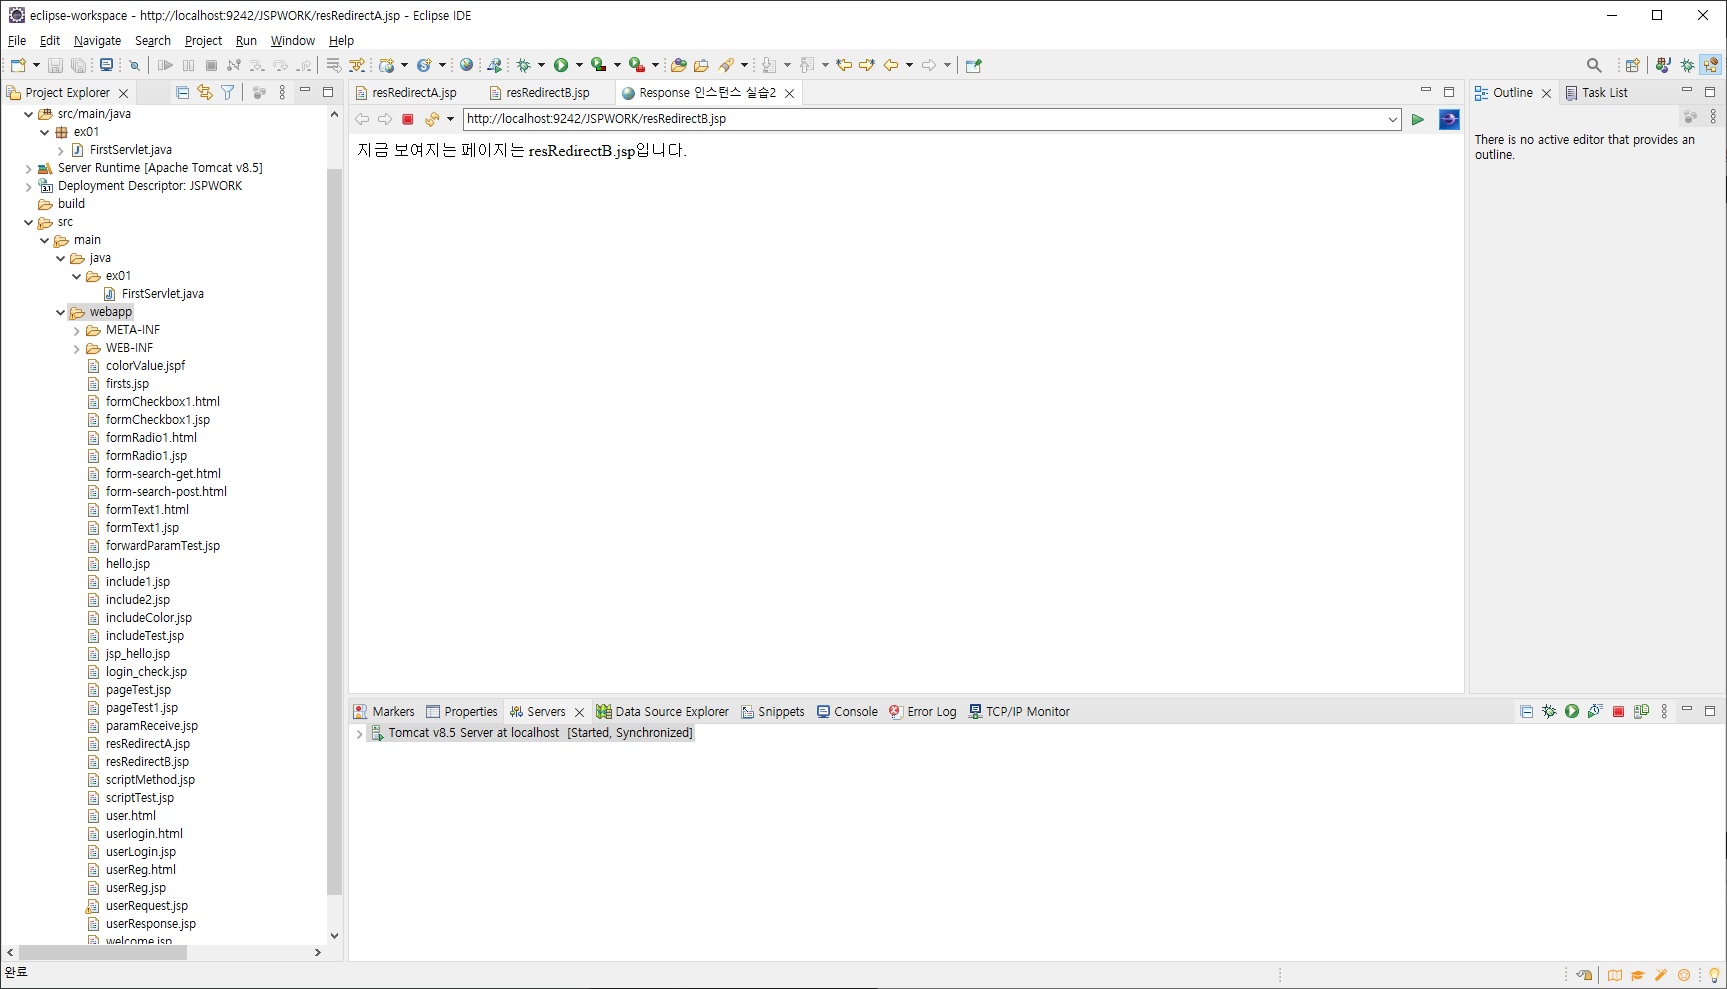 eclipse-workspace - http://localhost:9242/JSPWORK/resRedirectA.jsp - Eclipse IDE
File Edit Navigate Search Project Run Window Help
Project Explorer
resRedirectA.jsp resRedirectB.jsp Response 인스턴스 실습2
Outline Task List
http://localhost:9242/JSPWORK/resRedirectB.jsp
지금 보여지는 페이지는 resRedirectB.jsp입니다.
There is no active editor that provides an
outline.
src/main/java
ex01
FirstServlet.java
Server Runtime [Apache Tomcat v8.5]
Deployment Descriptor: JSPWORK
build
src
main
java
ex01
FirstServlet.java
webapp
META-INF
WEB-INF
colorValue.jspf
firsts.jsp
formCheckbox1.html
formCheckbox1.jsp
formRadio1.html
formRadio1.jsp
form-search-get.html
form-search-post.html
formText1.html
formText1.jsp
forwardParamTest.jsp
hello.jsp
include1.jsp
include2.jsp
includeColor.jsp
includeTest.jsp
jsp_hello.jsp
login_check.jsp
pageTest.jsp
pageTest1.jsp
paramReceive.jsp
resRedirectA.jsp
resRedirectB.jsp
scriptMethod.jsp
scriptTest.jsp
user.html
userlogin.html
userLogin.jsp
userReg.html
userReg.jsp
userRequest.jsp
userResponse.jsp
welcome.jsp
Markers Properties Servers Data Source Explorer Snippets Console Error Log TCP/IP Monitor
Tomcat v8.5 Server at localhost [Started, Synchronized]
완료